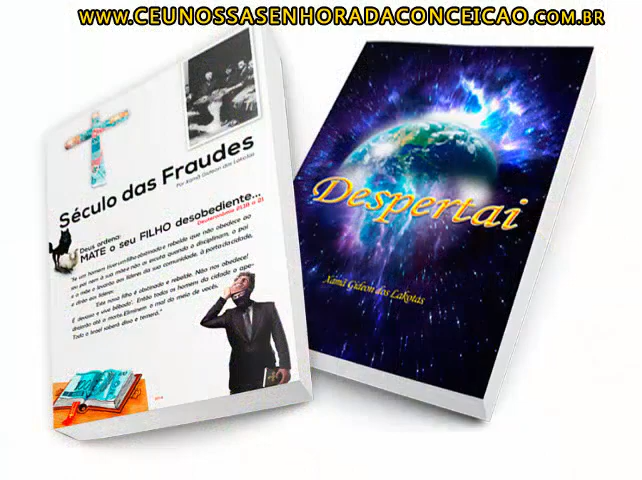 WWW.CEUNOSSASENHORADACONCEICAO.COM.BR
Século das Fraudes
Por Xamã Gideon dos Lakotas
Deus ordena:
MATE o seu FILHO desobediente...
Deuteronômio 21.18 a 21
"Se um homem tiver um filho obstinado e rebelde que não obedece ao
seu pai nem à sua mãe e não os escuta quando o disciplinam, o pai
e a mãe o levarão aos líderes da sua comunidade, à porta da cidade,
e dirão aos líderes:
"Este nosso filho é obstinado e rebelde. Não nos obedece!
É devasso e vive bêbado". Então todos os homens da cidade o ape-
drejarão até a morte. Eliminem o mal do meio de vocês.
Todo o Israel saberá disso e temerá."
Despertai
Xamã Gideon dos Lakotas